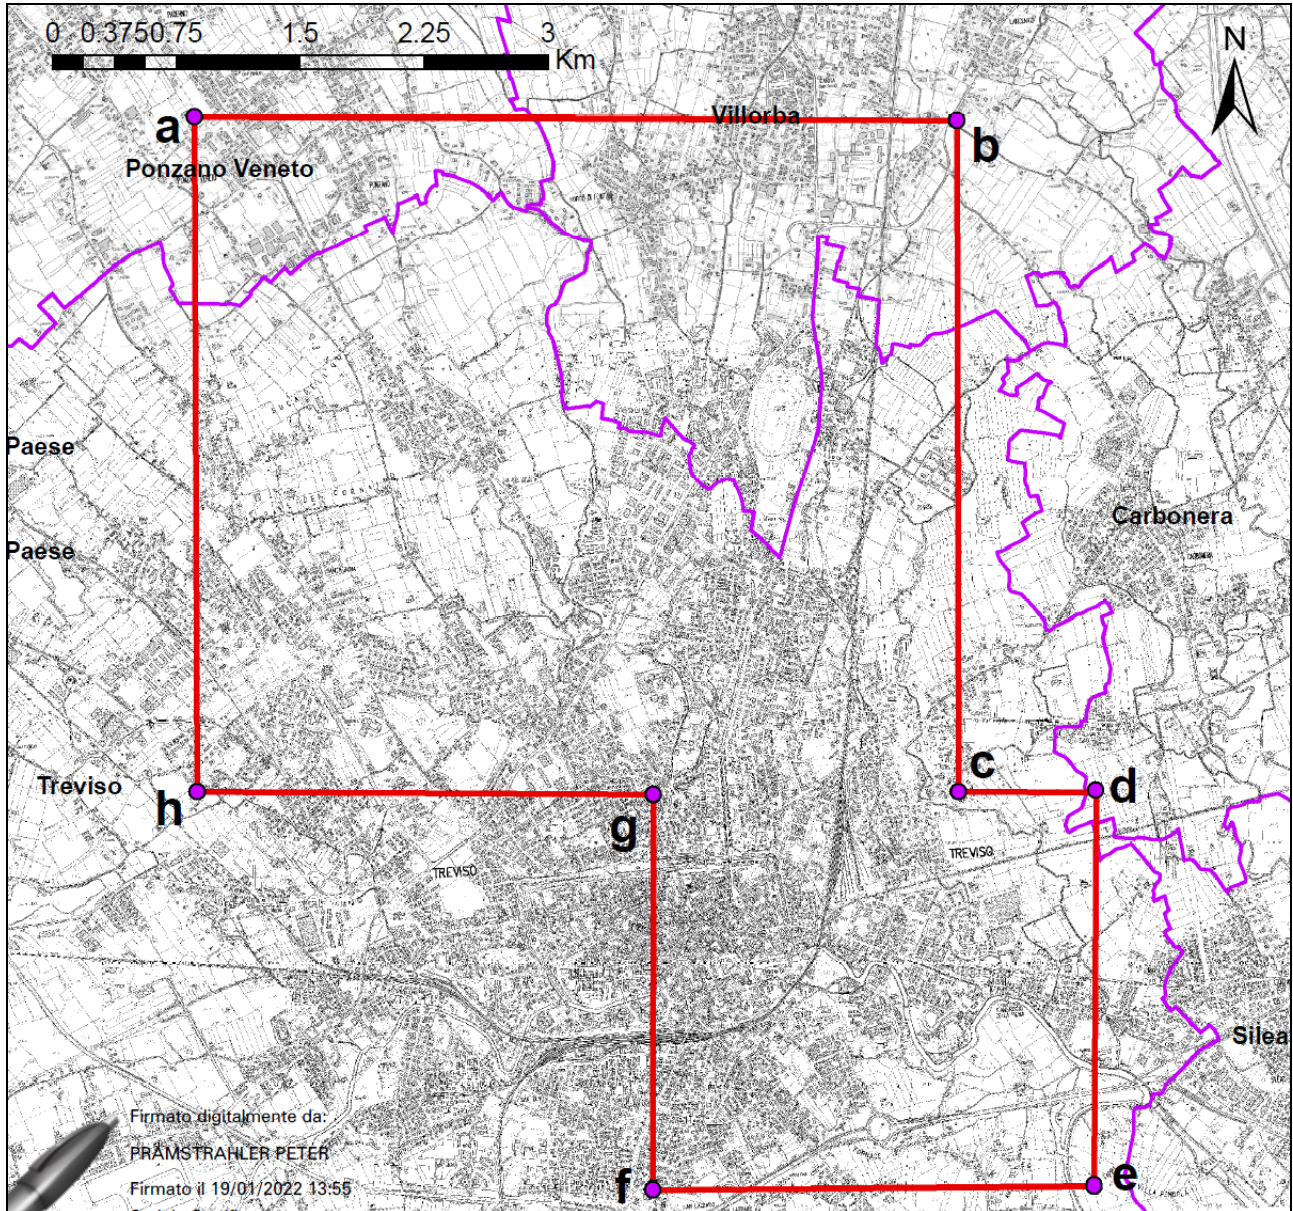 0 0.3750.75 1.5 2.25 3
Km
N
a
Villorba
b
Ponzano Veneto
Paese
Carbonera
Paese
c
Treviso
d
h
g
TREVISO
TREVISO
Silea
Firmato digitalmente da:
PRAMSTRAHLER PETER
e
f
Firmato il 19/01/2022 13:55